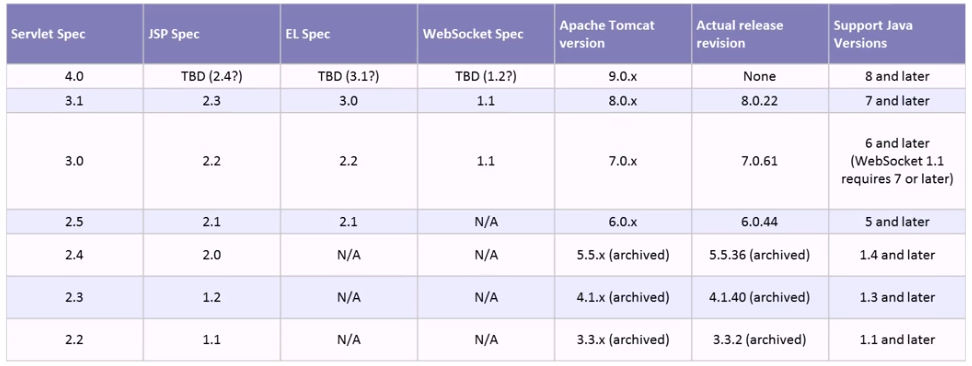 Servlet Spec JSP Spec EL Spec WebSocket Spec Apache Tomcat version Actual release revision Support Java Versions
4.0 TBD (2.4?) TBD (3.1?) TBD (1.2?) 9.0.x None 8 and later
3.1 2.3 3.0 1.1 8.0.x 8.0.22 7 and later
3.0 2.2 2.2 1.1 7.0.x 7.0.61 6 and later (WebSocket 1.1 requires 7 or later)
2.5 2.1 2.1 N/A 6.0.x 6.0.44 5 and later
2.4 2.0 N/A N/A 5.5.x (archived) 5.5.36 (archived) 1.4 and later
2.3 1.2 N/A N/A 4.1.x (archived) 4.1.40 (archived) 1.3 and later
2.2 1.1 N/A N/A 3.3.x (archived) 3.3.2 (archived) 1.1 and later